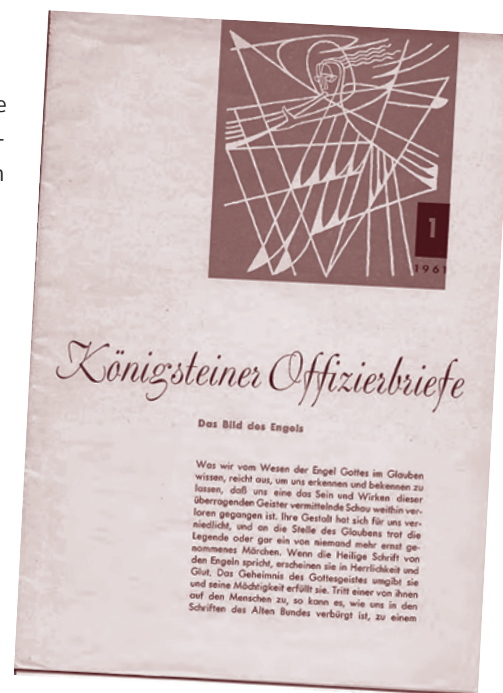 e
-
n
1
1961
Königsteiner Offizierbriefe
Das Bild des Engels
Was wir vom Wesen der Engel Gottes im Glauben
wissen, reicht aus, um uns erkennen und bekennen zu
lassen, daß uns eine das Sein und Wirken dieser
überragenden Geister vermittelnde Schau weithin ver-
loren gegangen ist. Ihre Gestalt hat sich für uns ver-
niedlicht, und an die Stelle des Glaubens trat die
Legende oder gar ein von niemand mehr ernst ge-
nommenes Märchen. Wenn die Heilige Schrift von
den Engeln spricht, erscheinen sie in Herrlichkeit und
Glut. Das Geheimnis des Gottesgeistes umgibt sie
und seine Mächtigkeit erfüllt sie. Tritt einer von ihnen
auf den Menschen zu, so kann es, wie uns in den
Schriften des Alten Bundes verbürgt ist, zu einem